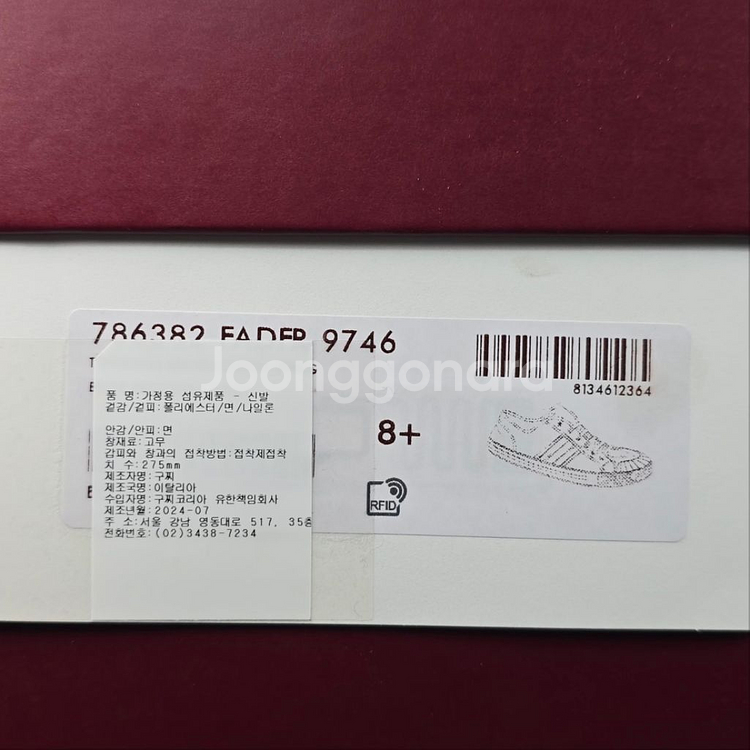 786382 FADER 9746
Joonggonara
8134612364
8+
RFID
품 명:가정용 섬유제품 - 신발
겉감/겉피:폴리에스터/면/나일론
안감/안피:면
창재료:고무
갑피와 창과의 접착방법:접착제접착
치 수:275mm
제조자명:구찌
제조국명:이탈리아
수입자명:구찌코리아 유한책임회사
제조년월:2024-07
주 소:서울 강남 영동대로 517, 35층
전화번호:(02)3438-7234